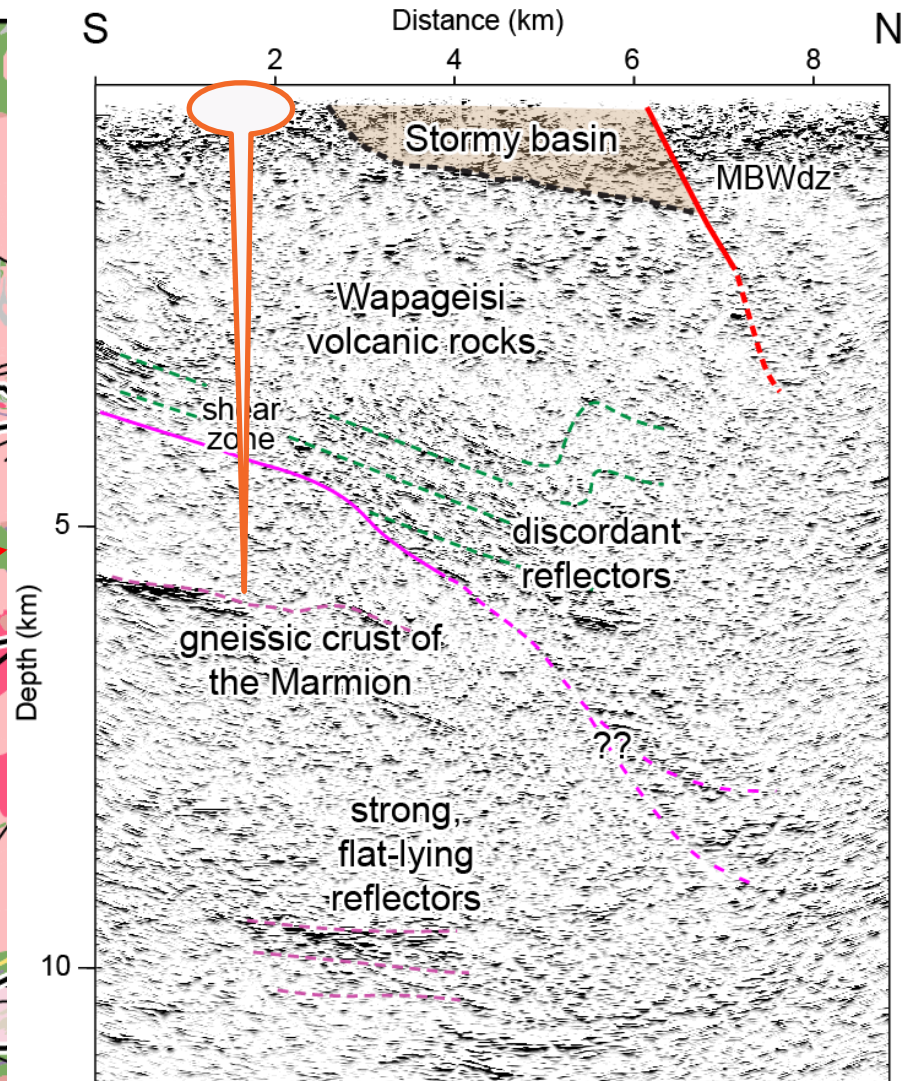 Distance (km)
S
N
2
4
6
8
Stormy basin
MBWdz
Wapageisi
volcanic rocks
shear
zone
5
discordant
reflectors
Depth (km)
gneissic crust of
the Marmion
??
strong,
flat-lying
reflectors
10